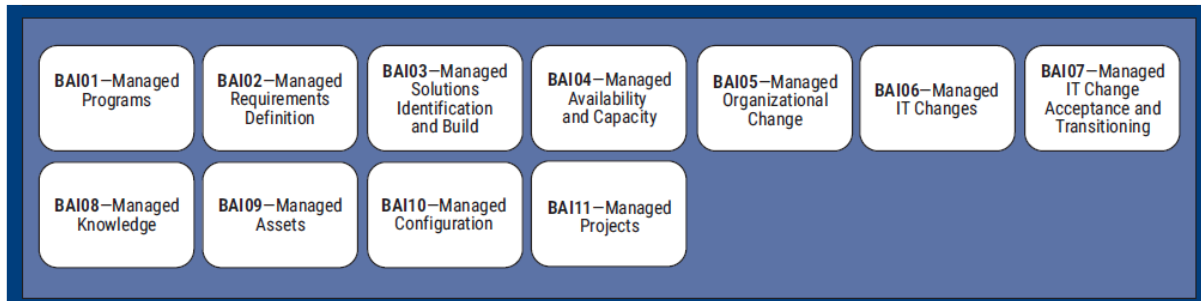 BAI01—Managed
Programs
BAI02—Managed
Requirements
Definition
BAI03—Managed
Solutions
Identification
and Build
BAI04—Managed
Availability
and Capacity
BAI05—Managed
Organizational
Change
BAI06—Managed
IT Changes
BAI07—Managed
IT Change
Acceptance and
Transitioning
BAI08—Managed
Knowledge
BAI09—Managed
Assets
BAI10—Managed
Configuration
BAI11—Managed
Projects